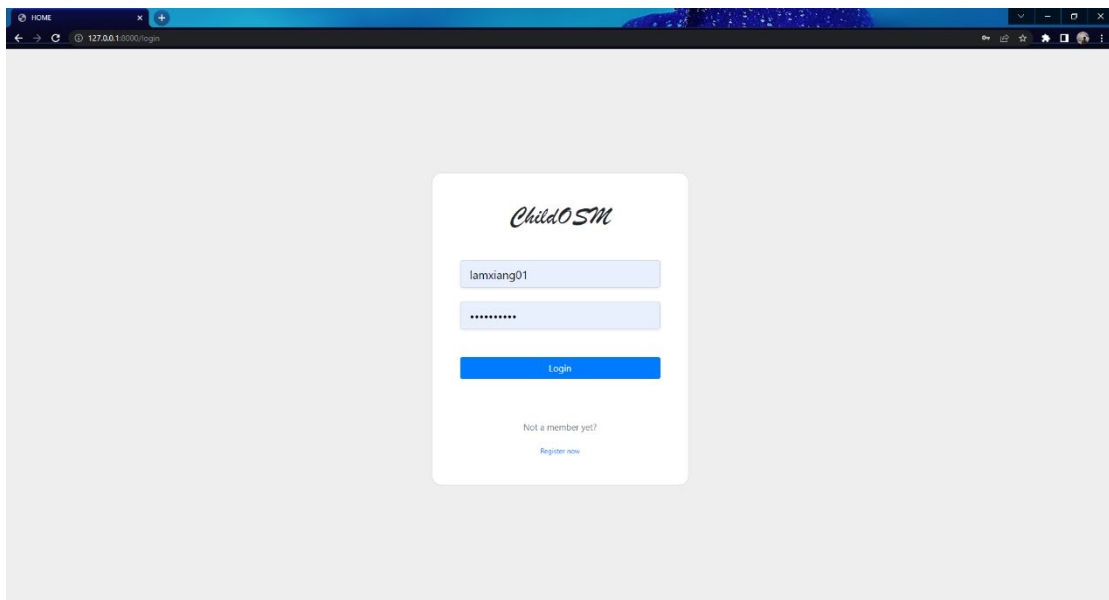 HOME
127.0.0.1:8000/login
ChildOSM
lamxiang01
••••••••••
Login
Not a member yet?
Register now